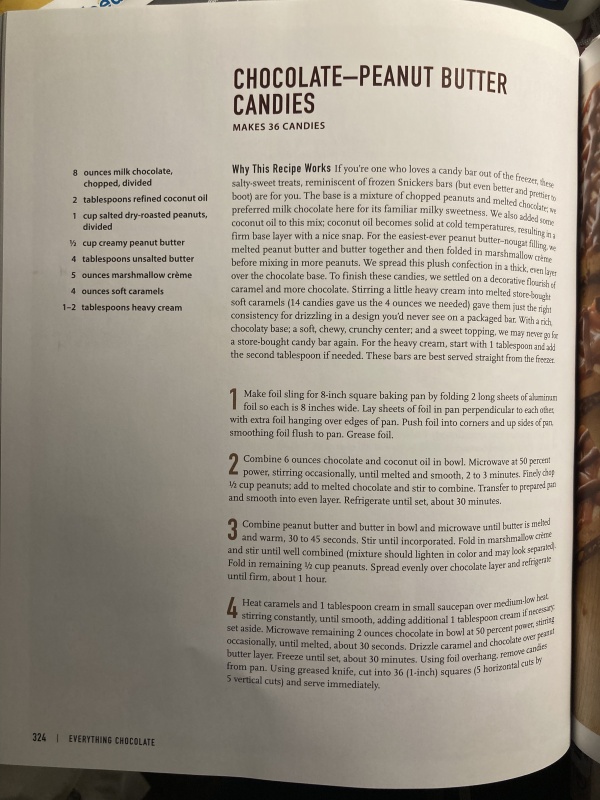 CHOCOLATE—PEANUT BUTTER
CANDIES
MAKES 36 CANDIES
8 ounces milk chocolate,
chopped, divided
2 tablespoons refined coconut oil
1 cup salted dry-roasted peanuts,
divided
½ cup creamy peanut butter
4 tablespoons unsalted butter
5 ounces marshmallow crème
4 ounces soft caramels
1–2 tablespoons heavy cream
Why This Recipe Works If you're one who loves a candy bar out of the freezer, these
salty-sweet treats, reminiscent of frozen Snickers bars (but even better and prettier to
boot) are for you. The base is a mixture of chopped peanuts and melted chocolate; we
preferred milk chocolate here for its familiar milky sweetness. We also added some
coconut oil to this mix; coconut oil becomes solid at cold temperatures, resulting in a
firm base layer with a nice snap. For the easiest-ever peanut butter–nougat filling, we
melted peanut butter and butter together and then folded in marshmallow crème
before mixing in more peanuts. We spread this plush confection in a thick, even layer
over the chocolate base. To finish these candies, we settled on a decorative flourish of
caramel and more chocolate. Stirring a little heavy cream into melted store-bought
soft caramels (14 candies gave us the 4 ounces we needed) gave them just the right
consistency for drizzling in a design you'd never see on a packaged bar. With a rich,
chocolaty base; a soft, chewy, crunchy center; and a sweet topping, we may never go for
a store-bought candy bar again. For the heavy cream, start with 1 tablespoon and add
the second tablespoon if needed. These bars are best served straight from the freezer.
1 Make foil sling for 8-inch square baking pan by folding 2 long sheets of aluminum
foil so each is 8 inches wide. Lay sheets of foil in pan perpendicular to each other,
with extra foil hanging over edges of pan. Push foil into corners and up sides of pan,
smoothing foil flush to pan. Grease foil.
2 Combine 6 ounces chocolate and coconut oil in bowl. Microwave at 50 percent
power, stirring occasionally, until melted and smooth, 2 to 3 minutes. Finely chop
½ cup peanuts; add to melted chocolate and stir to combine. Transfer to prepared pan
and smooth into even layer. Refrigerate until set, about 30 minutes.
3 Combine peanut butter and butter in bowl and microwave until butter is melted
and warm, 30 to 45 seconds. Stir until incorporated. Fold in marshmallow crème
and stir until well combined (mixture should lighten in color and may look separated).
Fold in remaining ½ cup peanuts. Spread evenly over chocolate layer and refrigerate
until firm, about 1 hour.
4 Heat caramels and 1 tablespoon cream in small saucepan over medium-low heat,
stirring constantly, until smooth, adding additional 1 tablespoon cream if necessary;
set aside. Microwave remaining 2 ounces chocolate in bowl at 50 percent power, stirring
occasionally, until melted, about 30 seconds. Drizzle caramel and chocolate over peanut
butter layer. Freeze until set, about 30 minutes. Using foil overhang, remove candies
from pan. Using greased knife, cut into 36 (1-inch) squares (5 horizontal cuts by
5 vertical cuts) and serve immediately.
324 | EVERYTHING CHOCOLATE